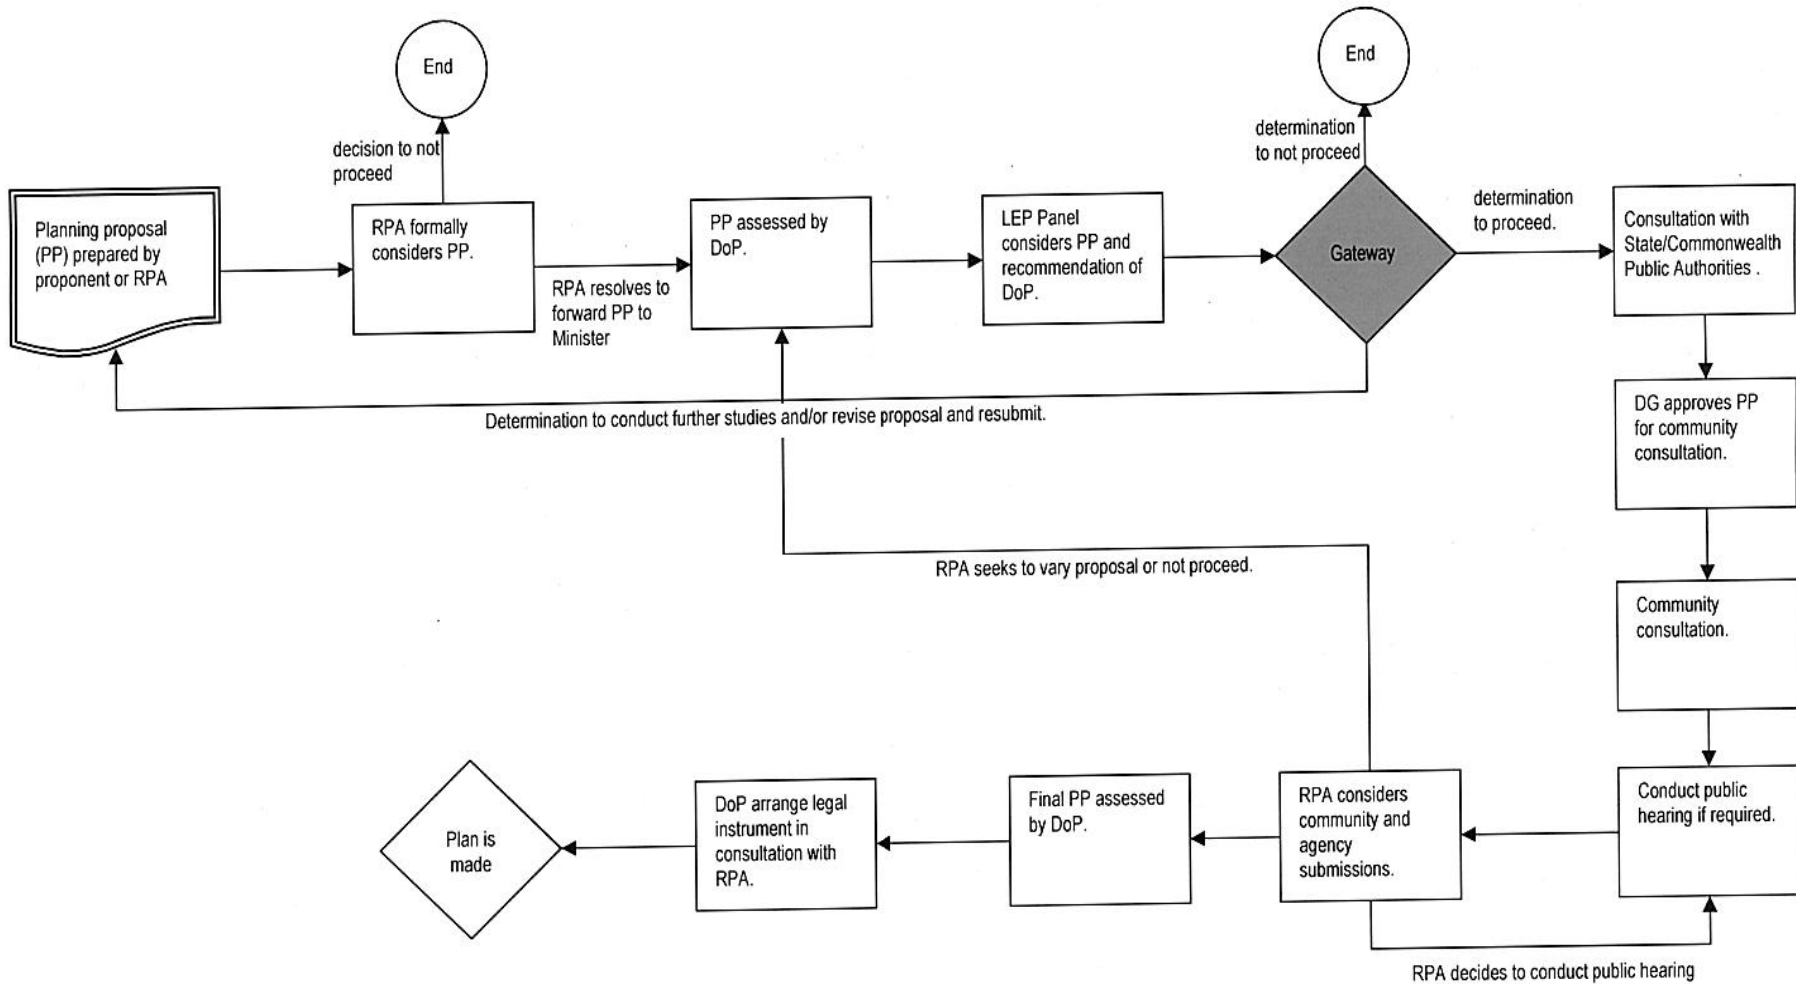 End
End
decision to not
proceed
determination
to not proceed
Planning proposal
(PP) prepared by
proponent or RPA
RPA formally
considers PP.
RPA resolves to
forward PP to
Minister
PP assessed by
DoP.
LEP Panel
considers PP and
recommendation of
DoP.
Gateway
determination
to proceed.
Consultation with
State/Commonwealth
Public Authorities .
Determination to conduct further studies and/or revise proposal and resubmit.
DG approves PP
for community
consultation.
RPA seeks to vary proposal or not proceed.
Community
consultation.
Plan is
made
DoP arrange legal
instrument in
consultation with
RPA.
Final PP assessed
by DoP.
RPA considers
community and
agency
submissions.
Conduct public
hearing if required.
RPA decides to conduct public hearing